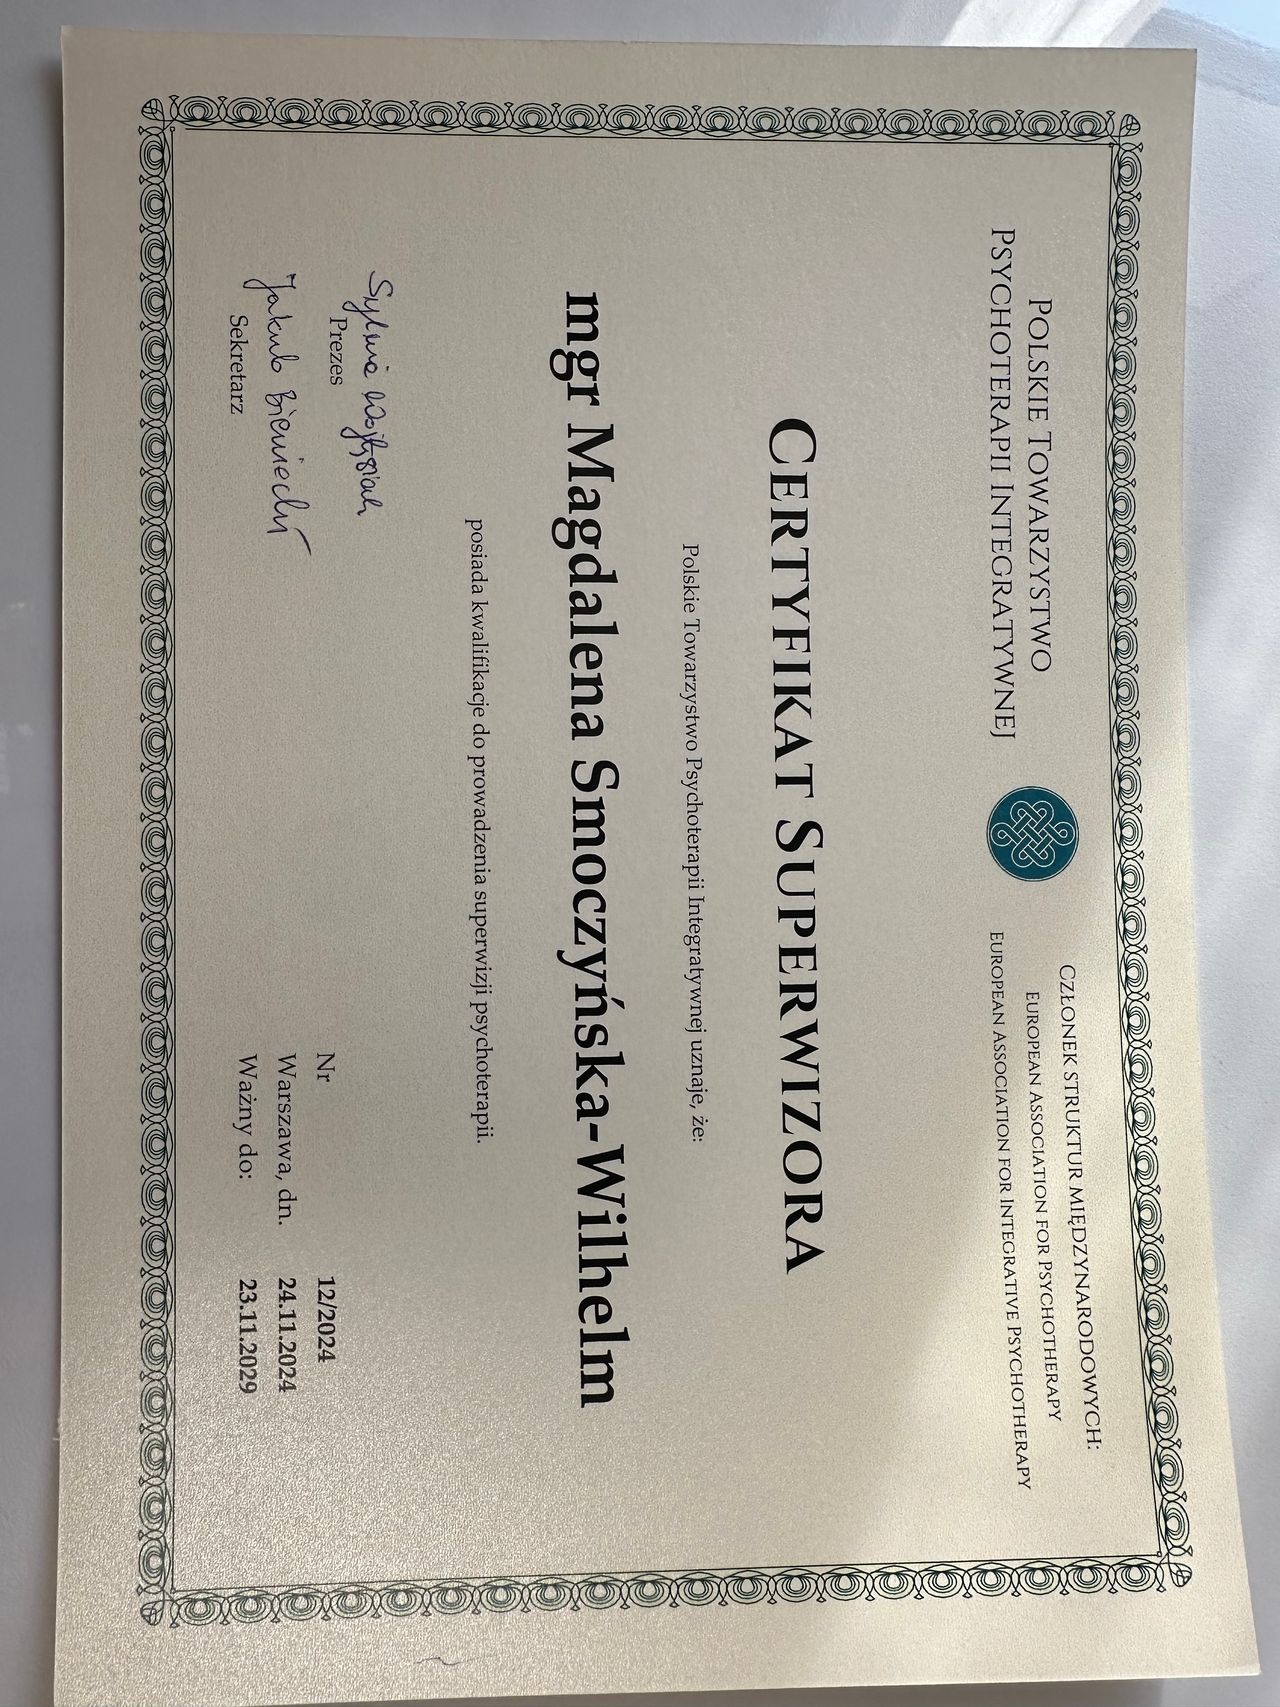 POLSKIE TOWARZYSTWO
PSYCHOTERAPII INTEGRATYWNEJ
CZŁONEK STRUKTUR MIĘDZYNARODOWYCH:
EUROPEAN ASSOCIATION FOR PSYCHOTHERAPY
EUROPEAN ASSOCIATION FOR INTEGRATIVE PSYCHOTHERAPY
CERTYFIKAT SUPERWIZORA
Polskie Towarzystwo Psychoterapii Integratywnej uznaje, że:
mgr Magdalena Smoczyńska-Wilhelm
posiada kwalifikacje do prowadzenia superwizji psychoterapii.
Prezes
Jakub
Sekretarz
Nr 12/2024
Warszawa, dn. 24.11.2024
Ważny do: 23.11.2029